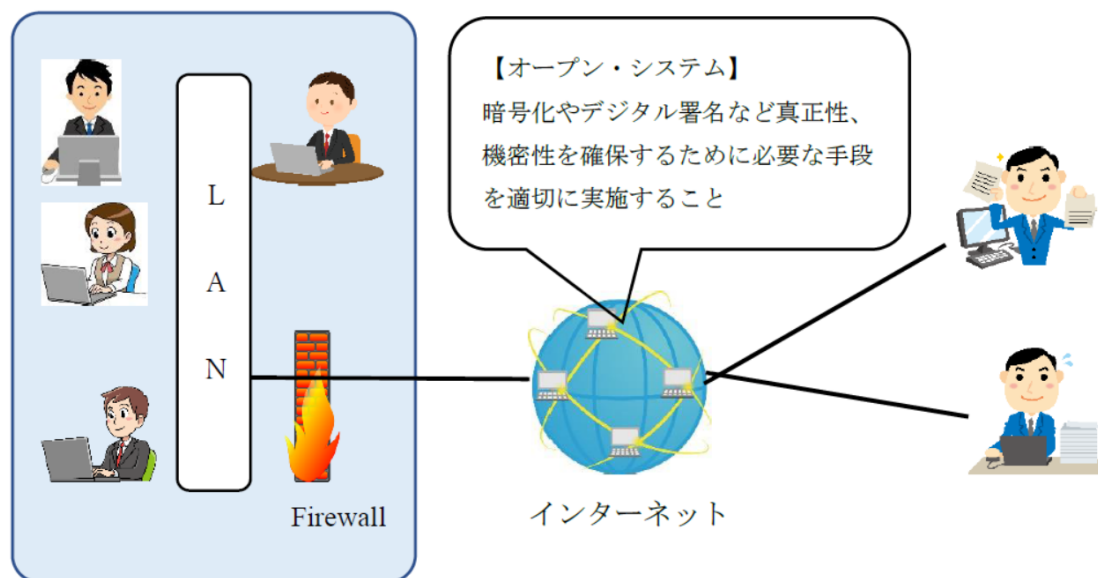 【オープン・システム】
暗号化やデジタル署名など真正性、
機密性を確保するために必要な手段
を適切に実施すること
L
A
N
Firewall
インターネット